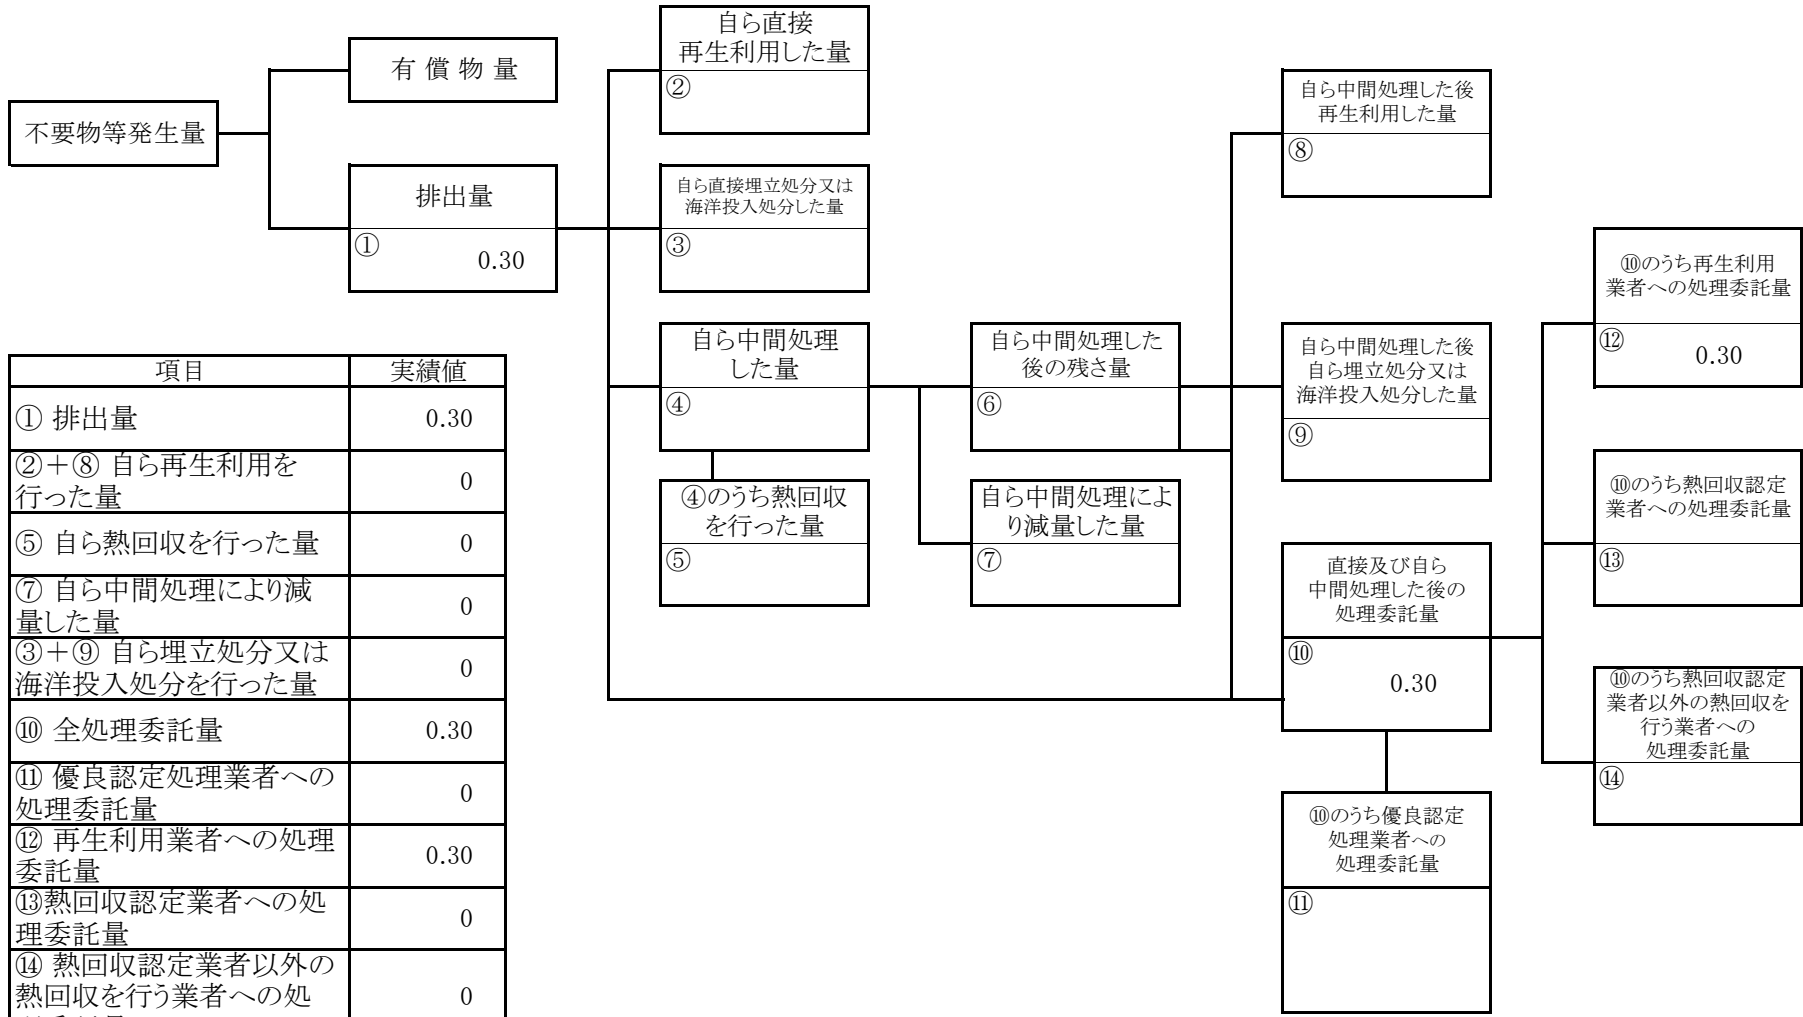 不要物等発生量
有 償 物 量
排出量
①
0.30
自ら直接
再生利用した量
②
自ら直接埋立処分又は
海洋投入処分した量
③
自ら中間処理
した量
④
④のうち熱回収
を行った量
⑤
自ら中間処理した
後の残さ量
⑥
自ら中間処理によ
り減量した量
⑦
自ら中間処理した後
再生利用した量
⑧
自ら中間処理した後
自ら埋立処分又は
海洋投入処分した量
⑨
直接及び自ら
中間処理した後の
処理委託量
⑩
0.30
⑩のうち優良認定
処理業者への
処理委託量
⑪
⑩のうち再生利用
業者への処理委託量
⑫
0.30
⑩のうち熱回収認定
業者への処理委託量
⑬
⑩のうち熱回収認定
業者以外の熱回収を
行う業者への
処理委託量
⑭
項目 実績値
① 排出量 0.30
②+⑧ 自ら再生利用を
行った量 0
⑤ 自ら熱回収を行った量 0
⑦ 自ら中間処理により減
量した量 0
③+⑨ 自ら埋立処分又は
海洋投入処分を行った量 0
⑩ 全処理委託量 0.30
⑪ 優良認定処理業者への
処理委託量 0
⑫ 再生利用業者への処理
委託量 0.30
⑬熱回収認定業者への処
理委託量 0
⑭ 熱回収認定業者以外の
熱回収を行う業者への処 0